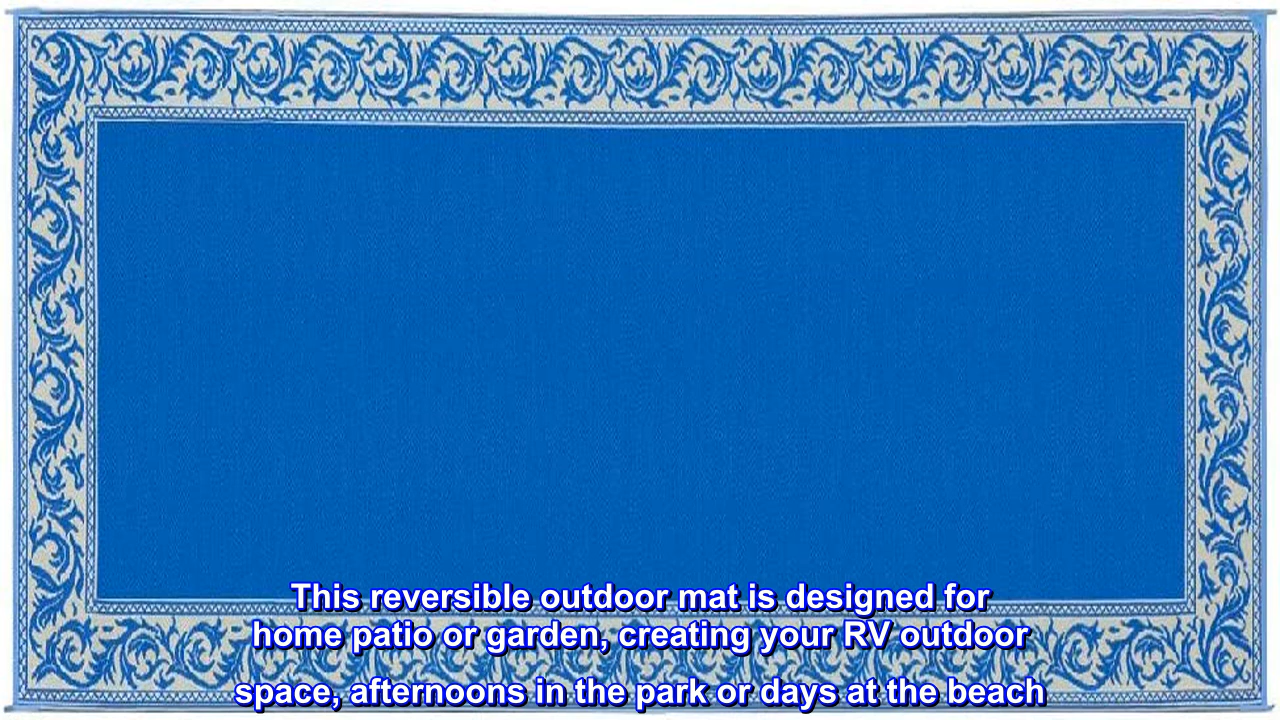 This reversible outdoor mat is designed for
home patio or garden, creating your RV outdoor
space, afternoons in the park or days at the beach